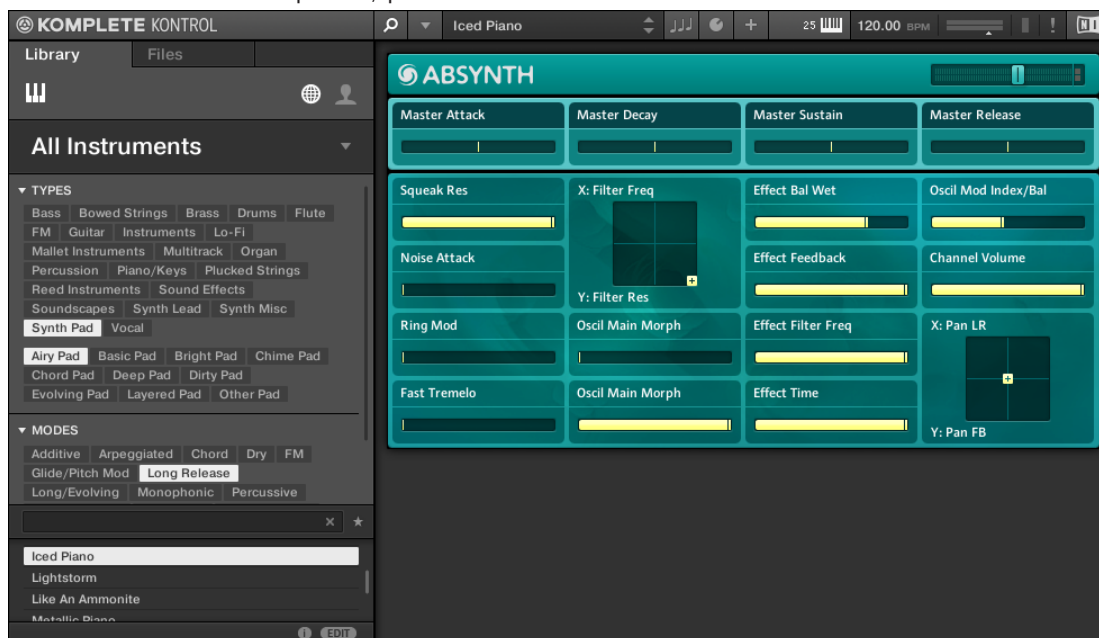 KOMPLETE KONTROL
Iced Piano
25
120.00 BPM
Library Files
All Instruments
TYPES
Bass Bowed Strings Brass Drums Flute
FM Guitar Instruments Lo-Fi
Mallet Instruments Multitrack Organ
Percussion Piano/Keys Plucked Strings
Reed Instruments Sound Effects
Soundscapes Synth Lead Synth Misc
Synth Pad Vocal
Airy Pad Basic Pad Bright Pad Chime Pad
Chord Pad Deep Pad Dirty Pad
Evolving Pad Layered Pad Other Pad
MODES
Additive Arpeggiated Chord Dry FM
Glide/Pitch Mod Long Release
Long/Evolving Monophonic Percussive
Iced Piano
Lightstorm
Like An Ammonite
Metallic Piano
EDIT
ABSYNTH
Master Attack Master Decay Master Sustain Master Release
Squeak Res X: Filter Freq Effect Bal Wet Oscil Mod Index/Bal
Noise Attack Effect Feedback Channel Volume
Y: Filter Res
Ring Mod Oscil Main Morph Effect Filter Freq X: Pan LR
Fast Tremelo Oscil Main Morph Effect Time
Y: Pan FB